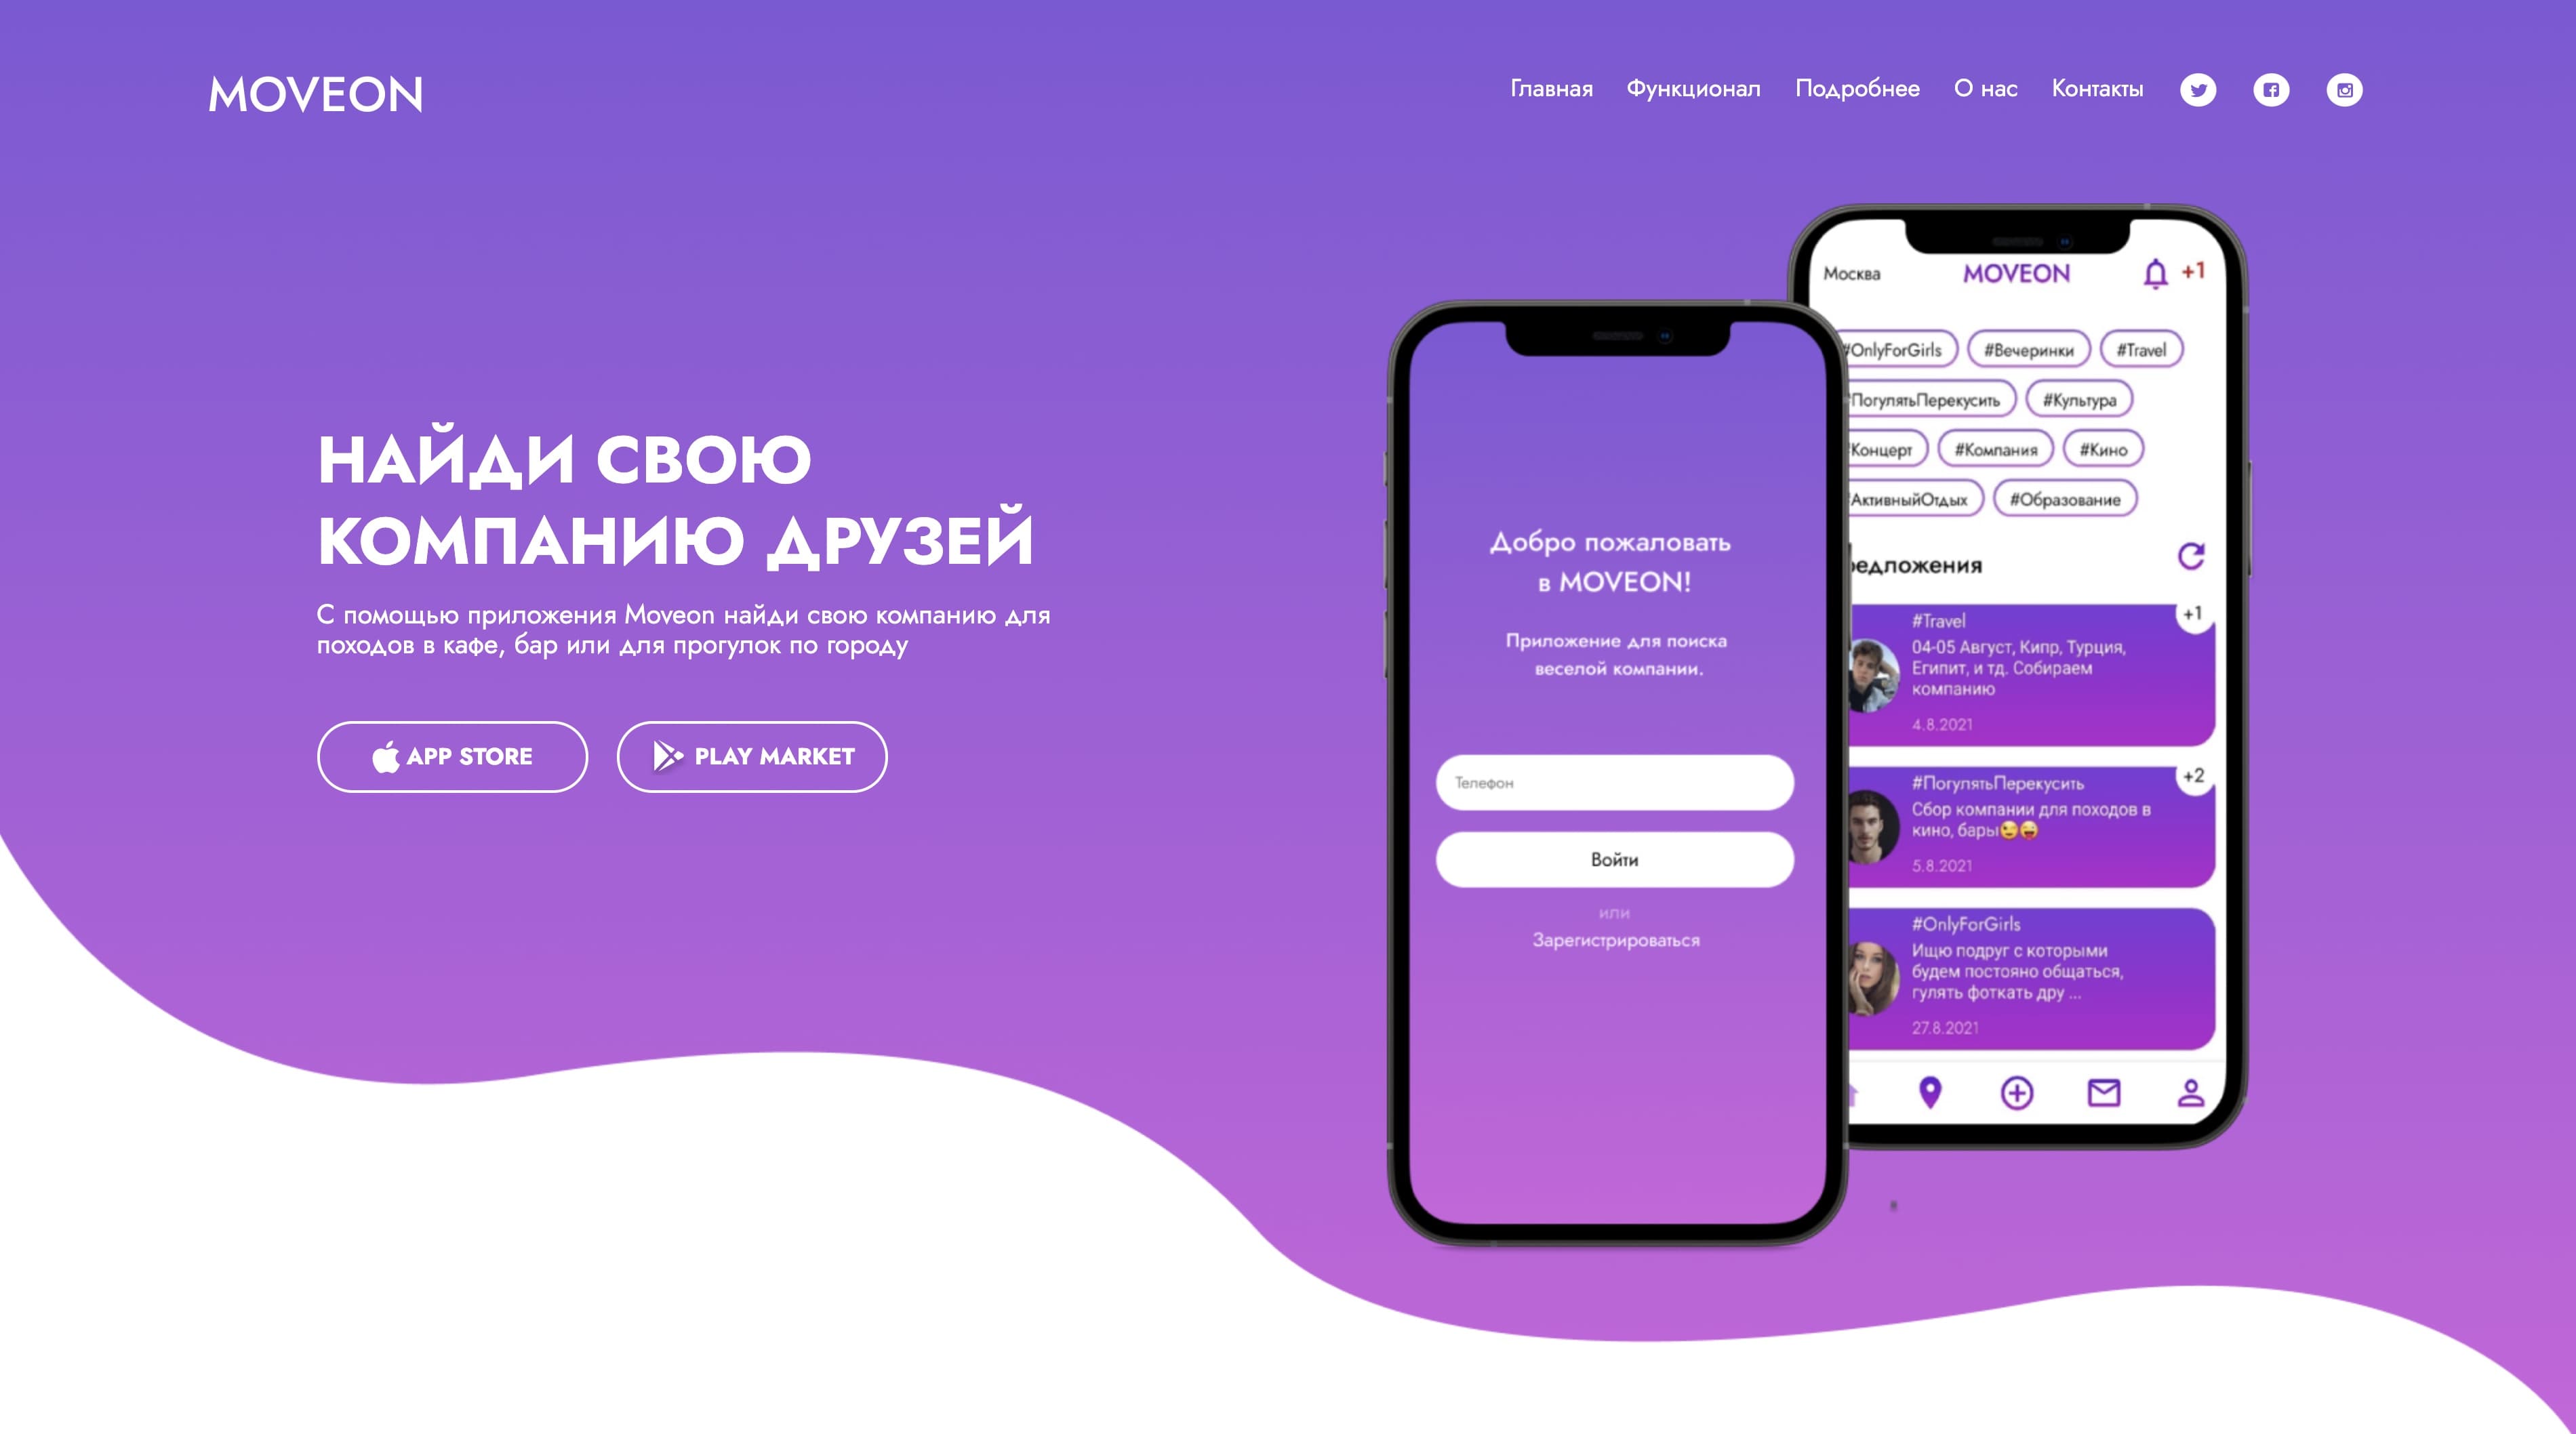 MOVEON
Главная Функционал Подробнее О нас Контакты
НАЙДИ СВОЮ
КОМПАНИЮ ДРУЗЕЙ
С помощью приложения Moveon найди свою компанию для
походов в кафе, бар или для прогулок по городу
APP STORE
PLAY MARKET
Добро пожаловать
в MOVEON!
Приложение для поиска
веселой компании.
Телефон
Войти
или
Зарегистрироваться
Москва MOVEON +1
#OnlyForGirls #Вечеринки #Travel
#ПогулятьПерекусить #Культура
#Концерт #Компания #Кино
#АктивныйОтдых #Образование
едложения
#Travel +1
04-05 Август, Кипр, Турция,
Египит, и тд. Собираем
компанию
4.8.2021
#ПогулятьПерекусить +2
Сбор компании для походов в
кино, бары😉😜
5.8.2021
#OnlyForGirls
Ищю подруг с которыми
будем постояно общаться,
гулять фоткать дру ...
27.8.2021